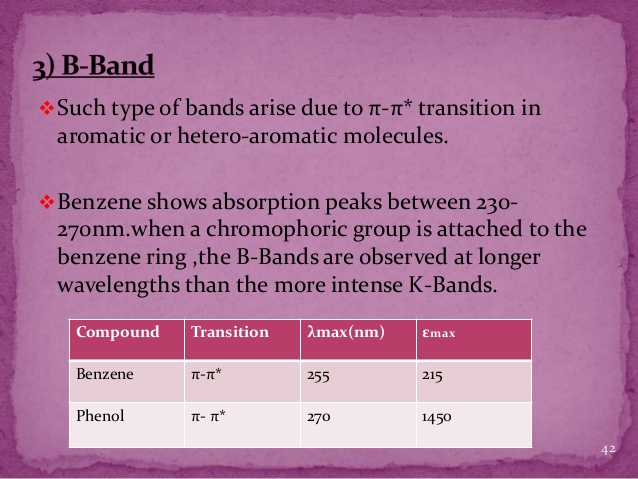 3) B-Band
❖Such type of bands arise due to π-π* transition in
aromatic or hetero-aromatic molecules.
❖Benzene shows absorption peaks between 230-
270nm.when a chromophoric group is attached to the
benzene ring ,the B-Bands are observed at longer
wavelengths than the more intense K-Bands.
Compound Transition λmax(nm) εmax
Benzene π-π* 255 215
Phenol π- π* 270 1450
42